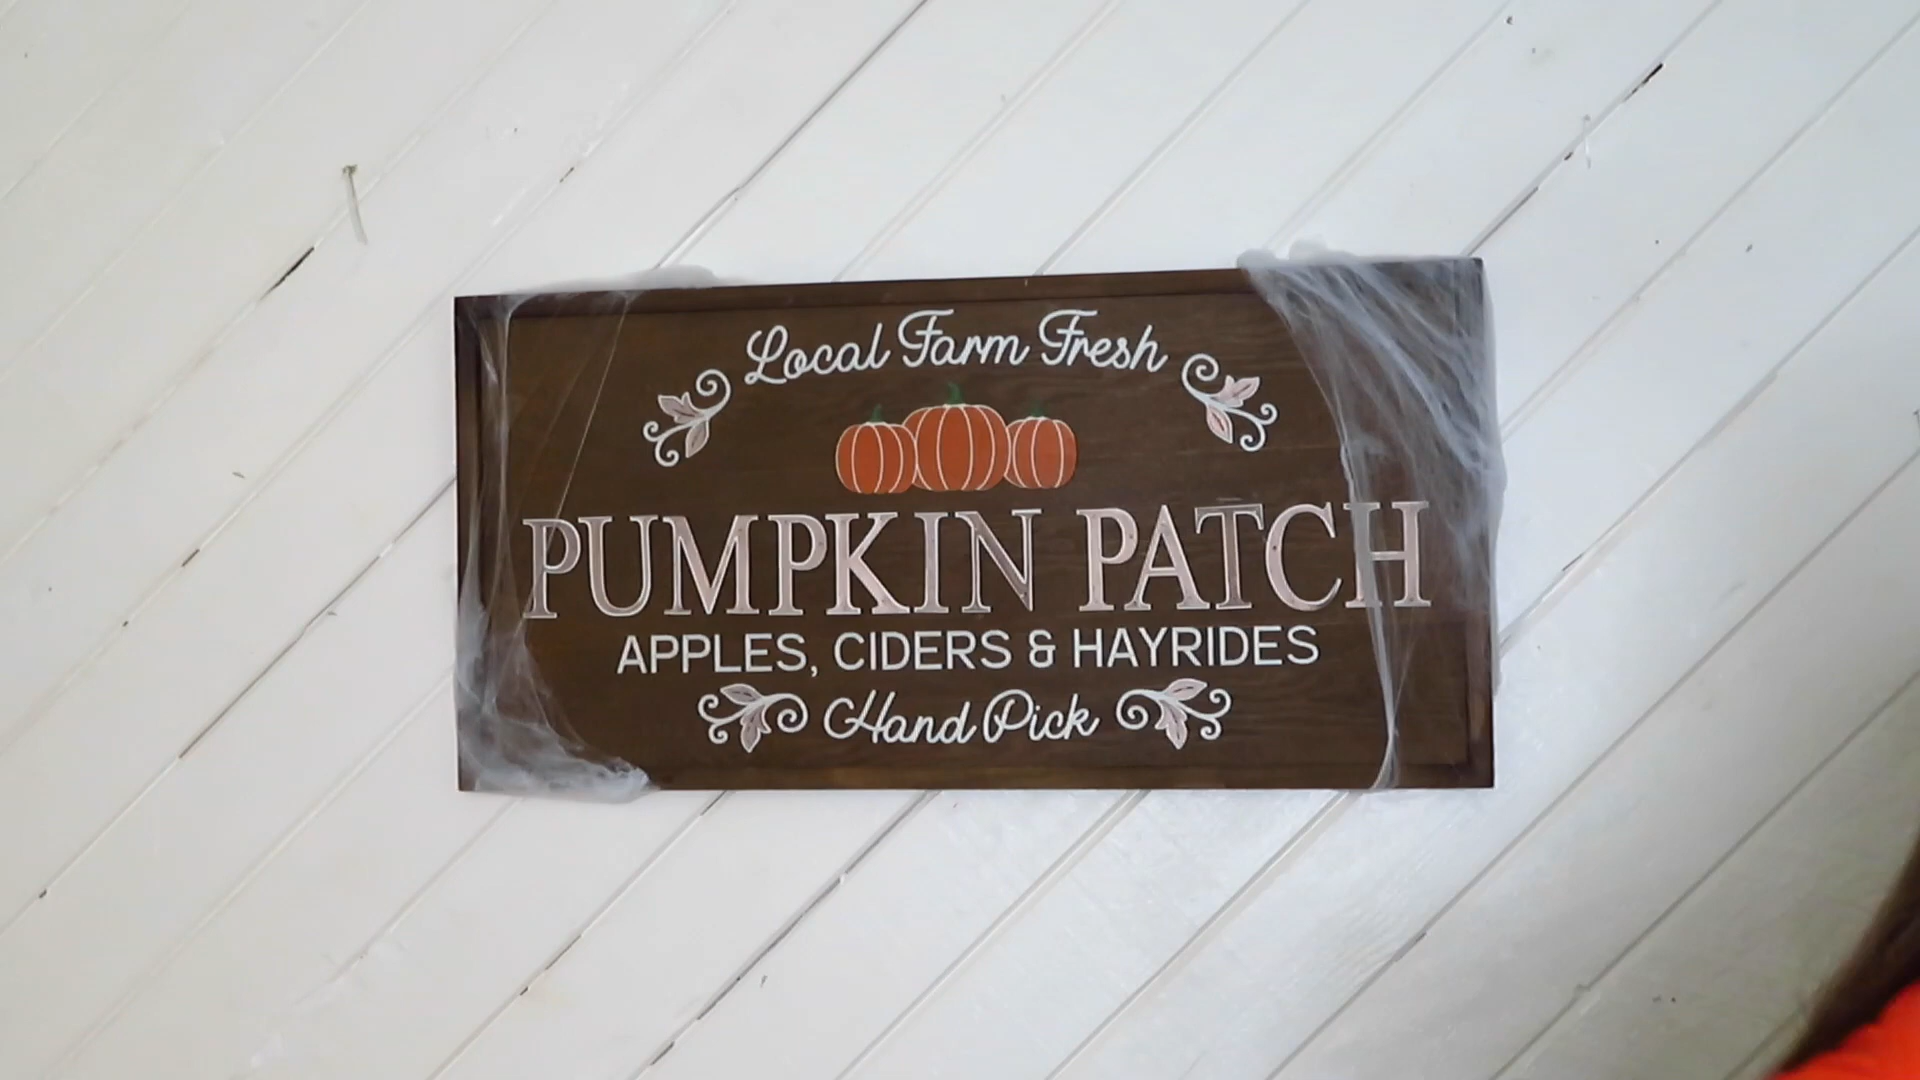 Local Farm Fresh
PUMPKIN PATCH
APPLES, CIDERS & HAYRIDES
Hand Pick